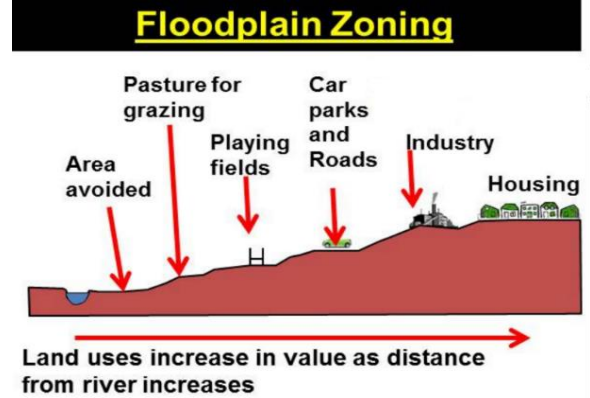 Floodplain Zoning
Pasture for
grazing
Car
parks
and
Roads
Playing
fields
Industry
Area
avoided
Housing
Land uses increase in value as distance
from river increases